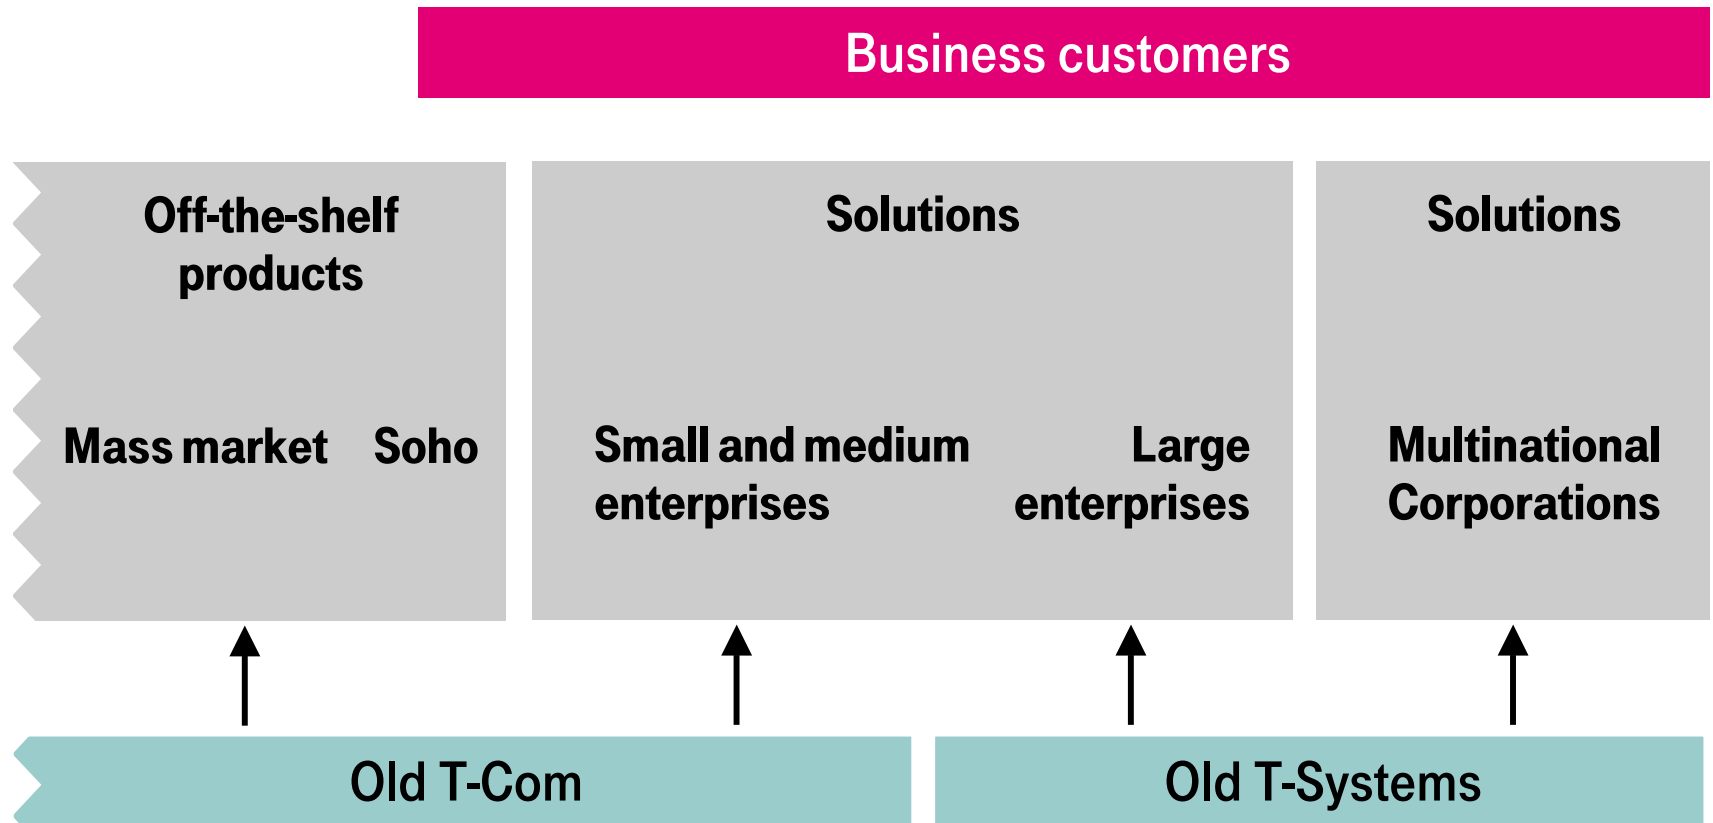 Business customers
Off-the-shelf
products
Solutions
Solutions
Mass market
Soho
Small and medium
enterprises
Large
enterprises
Multinational
Corporations
Old T-Com
Old T-Systems